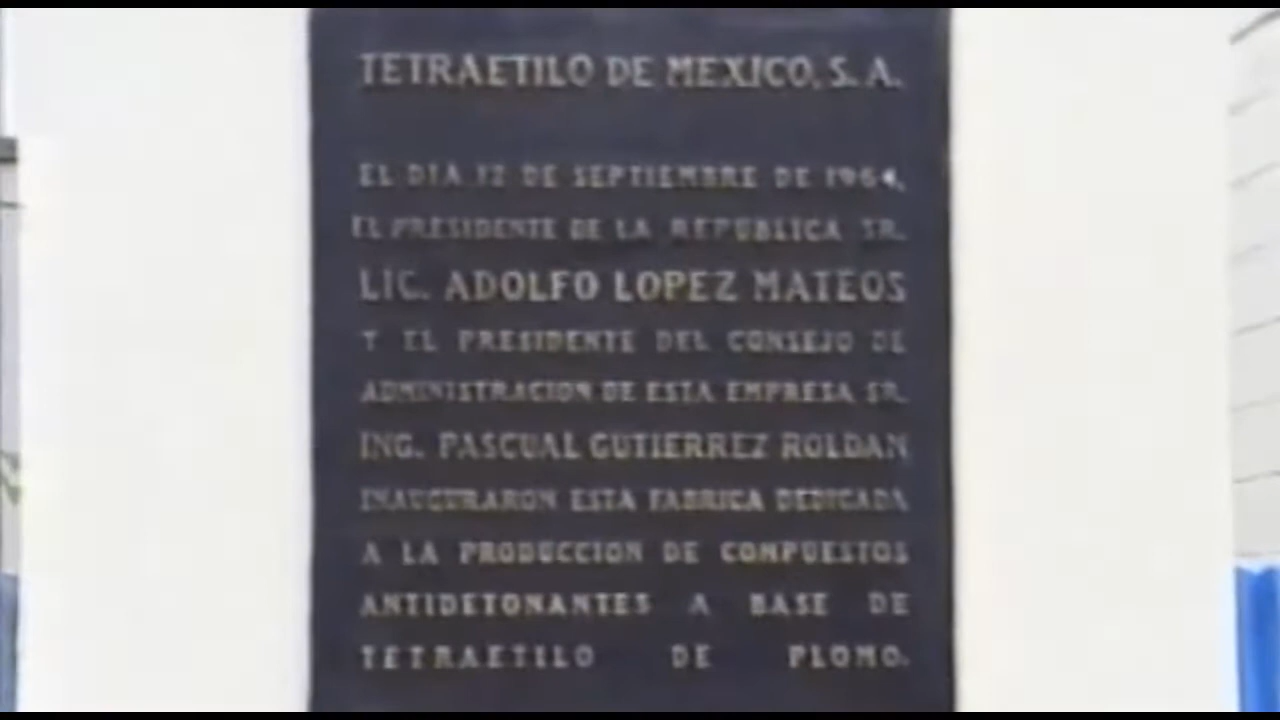 TETRAETILO DE MEXICO, S. A.
EL DIA 12 DE SEPTIEMBRE DE 1964,
EL PRESIDENTE DE LA REPUBLICA SR.
LIC. ADOLFO LOPEZ MATEOS
Y EL PRESIDENTE DEL CONSEJO DE
ADMINISTRACION DE ESTA EMPRESA SR.
ING. PASCUAL GUTIERREZ ROLDAN
INAUGURARON ESTA FABRICA DEDICADA
A LA PRODUCCION DE COMPUESTOS
ANTIDETONANTES A BASE DE
TETRAETILO DE PLOMO.